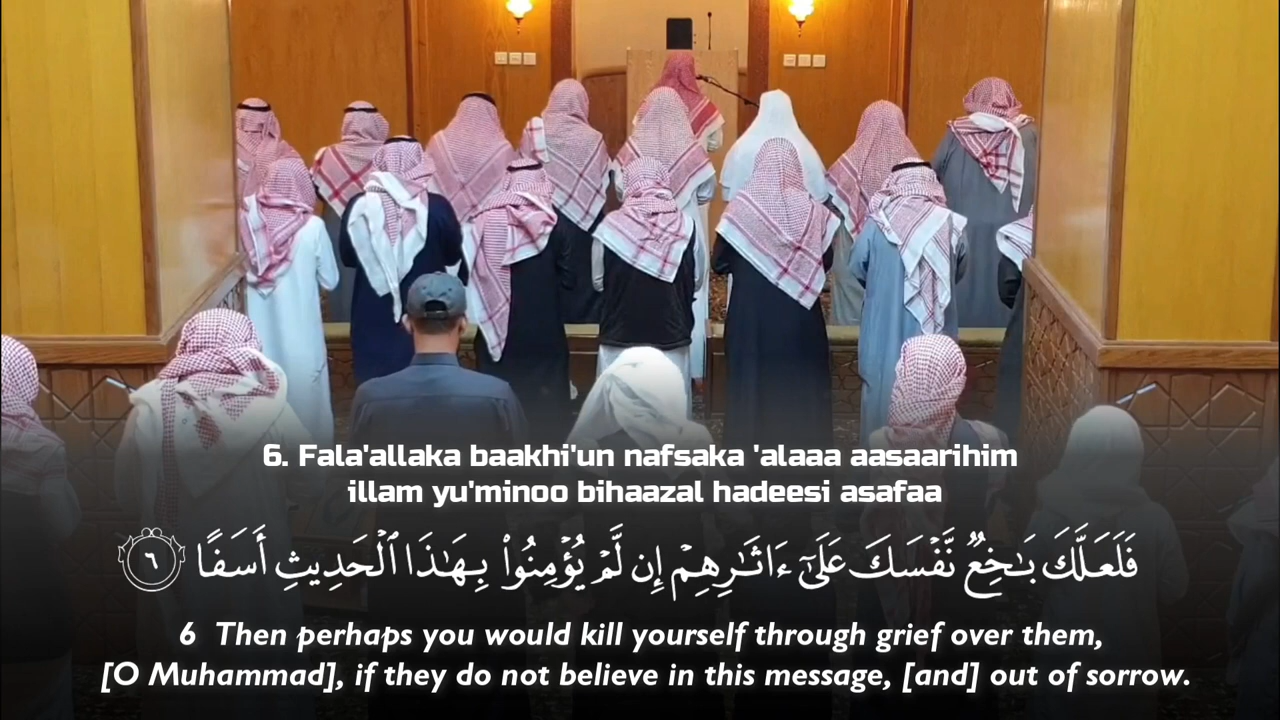 6. Fala'allaka baakhi'un nafsaka 'alaaa aasaarihim
illam yu'minoo bihaazal hadeesi asafaa
فَلَعَلَّكَ بَـٰخِعٌ نَّفْسَكَ عَلَىٰٓ ءَاثَـٰرِهِمْ إِن لَّمْ يُؤْمِنُوا۟ بِهَـٰذَا ٱلْحَدِيثِ أَسَفًا ٦
6 Then perhaps you would kill yourself through grief over them,
[O Muhammad], if they do not believe in this message, [and] out of sorrow.